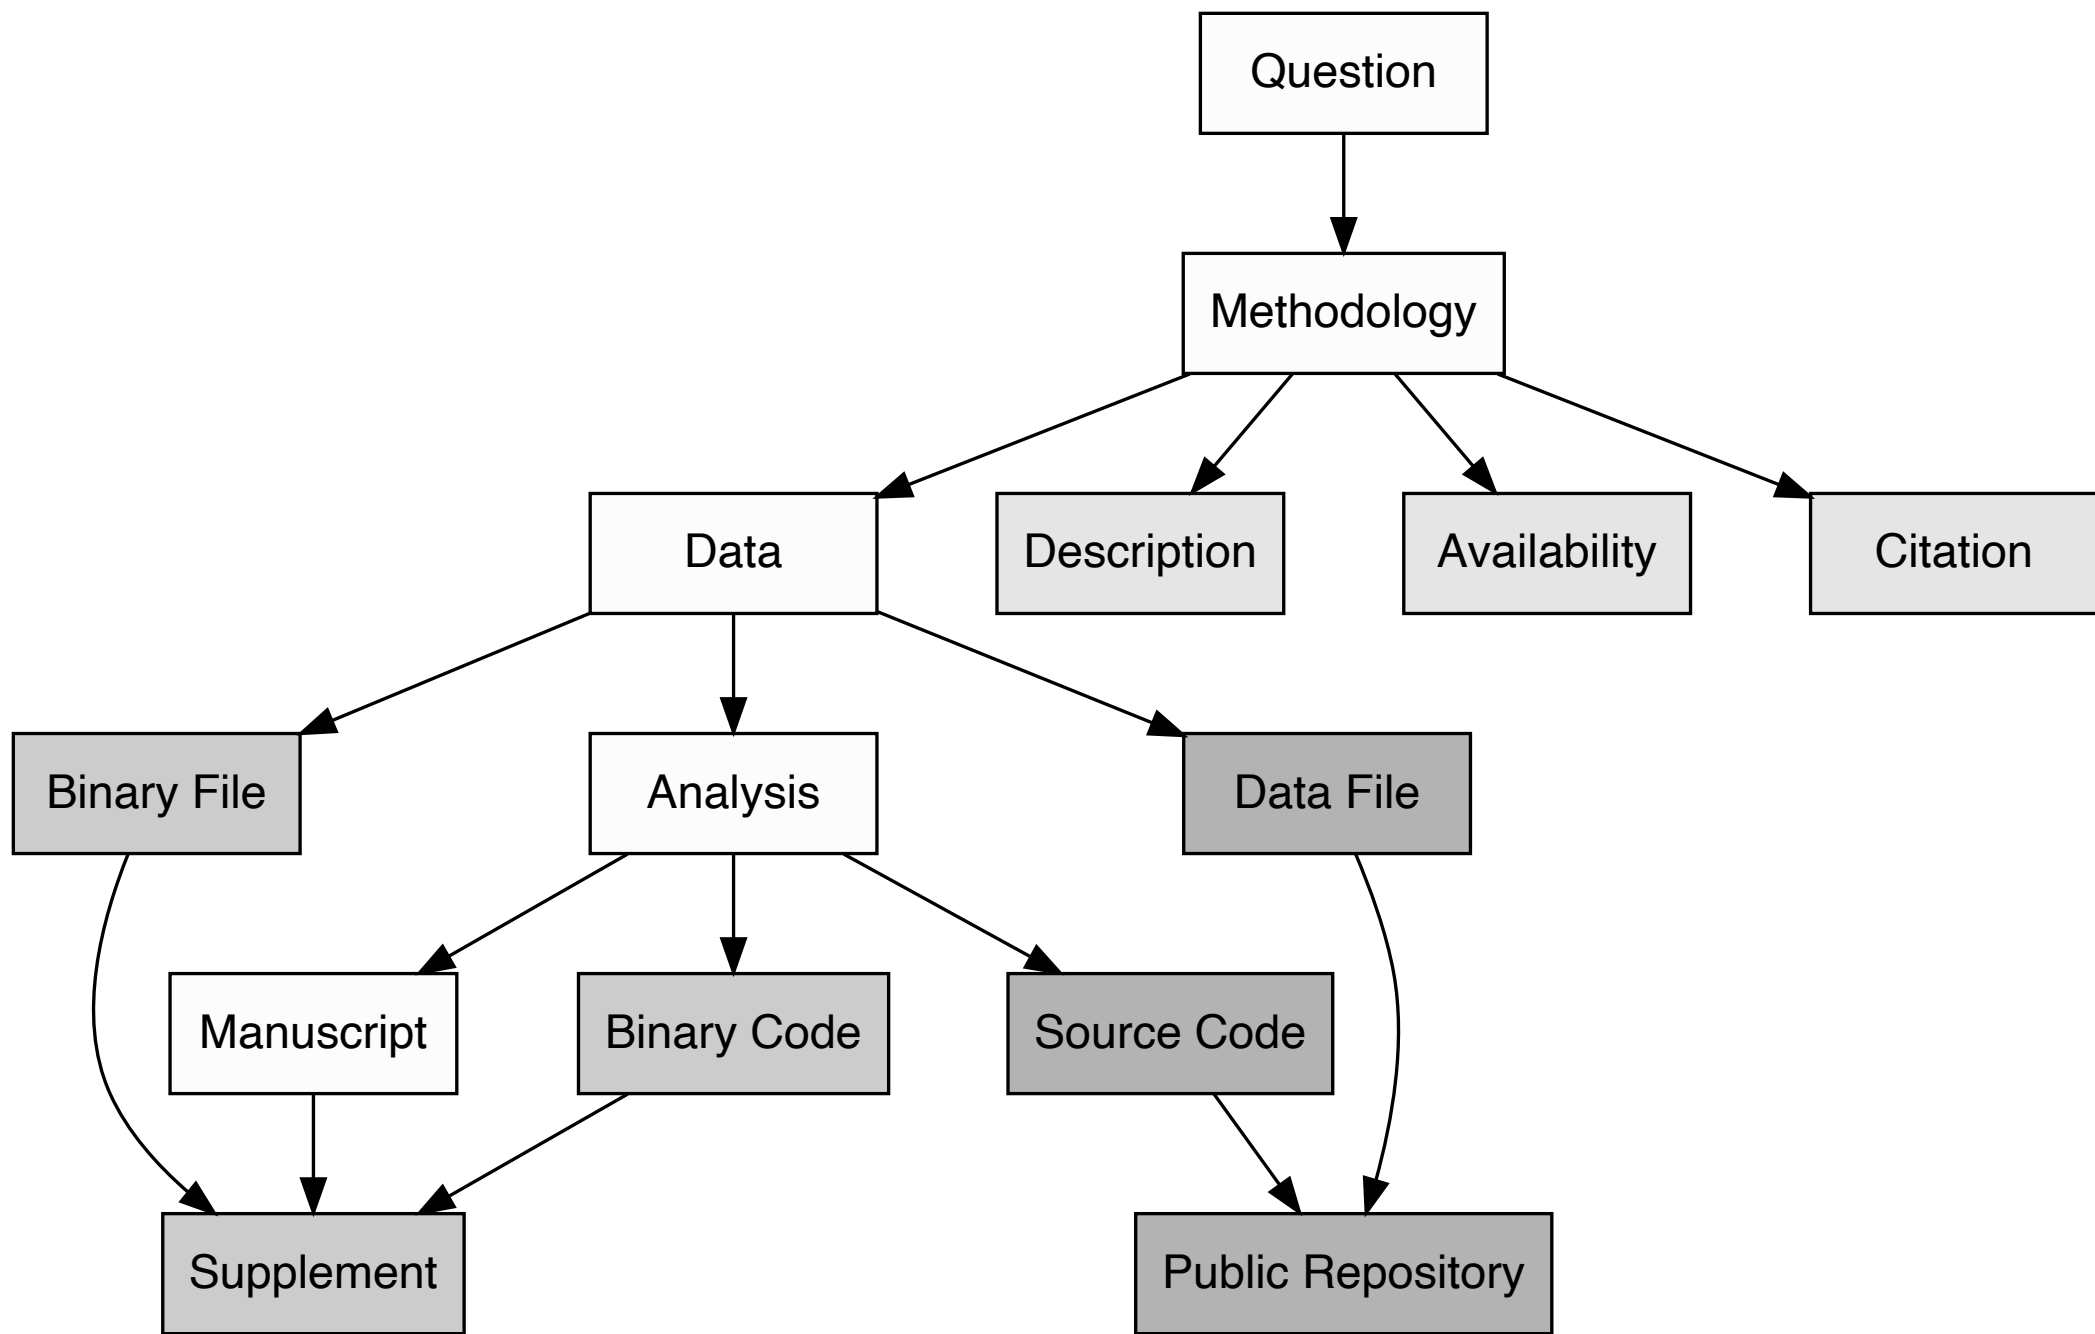 Question
Methodology
Data
Description
Availability
Citation
Binary File
Analysis
Data File
Manuscript
Binary Code
Source Code
Supplement
Public Repository